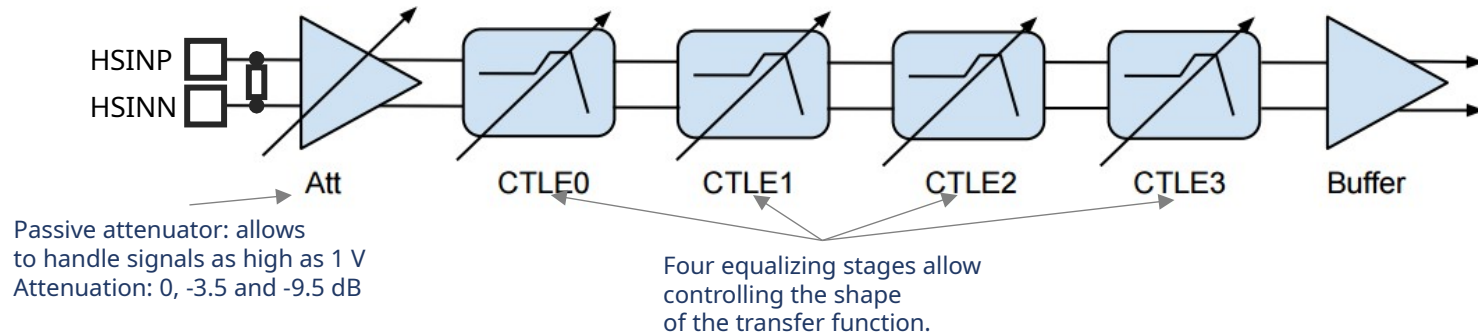 HSINP
HSINN
Att
CTLE0
CTLE1
CTLE2
CTLE3
Buffer
Passive attenuator: allows
to handle signals as high as 1 V
Attenuation: 0, -3.5 and -9.5 dB
Four equalizing stages allow
controlling the shape
of the transfer function.